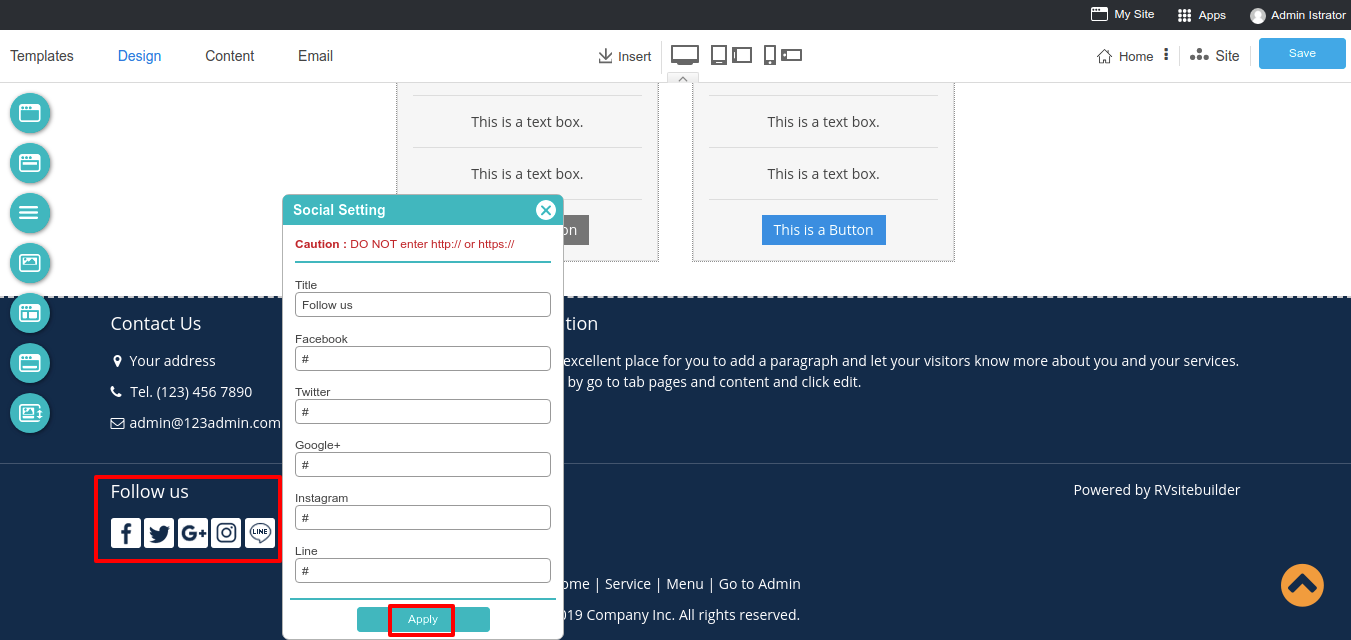 My Site Apps Admin Istrator
Templates Design Content Email Insert Home Site Save
This is a text box. This is a text box.
This is a text box. This is a text box.
Social Setting
on This is a Button
Caution : DO NOT enter http:// or https://
Title
Follow us
Facebook
#
Twitter
#
Google+
#
Instagram
#
Line
#
Apply
Contact Us
Your address
Tel. (123) 456 7890
admin@123admin.com
tion
excellent place for you to add a paragraph and let your visitors know more about you and your services.
by go to tab pages and content and click edit.
Follow us
f G+ LINE
Powered by RVsitebuilder
ome | Service | Menu | Go to Admin
019 Company Inc. All rights reserved.